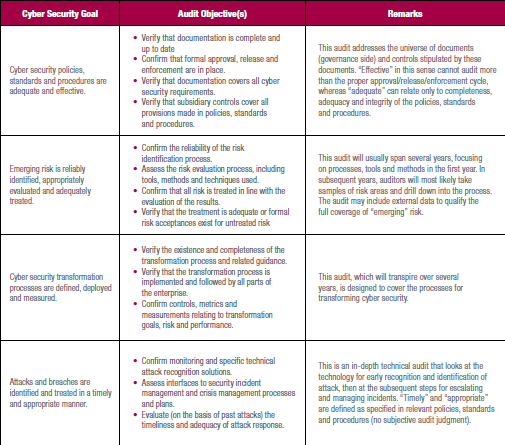 Cyber Security Goal
Audit Objective(s)
Remarks
Cyber security policies,
standards and procedures are
adequate and effective.
• Verify that documentation is complete and
up to date
• Confirm that formal approval, release and
enforcement are in place.
• Verify that documentation covers all cyber
security requirements.
• Verify that subsidiary controls cover all
provisions made in policies, standards
and procedures.
This audit addresses the universe of documents
(governance side) and controls stipulated by these
documents. “Effective” in this sense cannot audit more
than the proper approval/release/enforcement cycle,
whereas “adequate” can relate only to completeness,
adequacy and integrity of the policies, standards
and procedures.
Emerging risk is reliably
identified, appropriately
evaluated and adequately
treated.
• Confirm the reliability of the risk
identification process.
• Assess the risk evaluation process, including
tools, methods and techniques used.
• Confirm that all risk is treated in line with the
evaluation of the results.
• Verify that the treatment is adequate or formal
risk acceptances exist for untreated risk
This audit will usually span several years, focusing
on processes, tools and methods in the first year. In
subsequent years, auditors will most likely take
samples of risk areas and drill down into the process.
The audit may include external data to qualify the
full coverage of “emerging” risk.
Cyber security transformation
processes are defined, deployed
and measured.
• Verify the existence and completeness of the
transformation process and related guidance.
• Verify that the transformation process is
implemented and followed by all parts of
the enterprise.
• Confirm controls, metrics and
measurements relating to transformation
goals, risk and performance.
This audit, which will transpire over several
years, is designed to cover the processes for
transforming cyber security.
Attacks and breaches are
identified and treated in a timely
and appropriate manner.
• Confirm monitoring and specific technical
attack recognition solutions.
• Assess interfaces to security incident
management and crisis management processes
and plans.
• Evaluate (on the basis of past attacks) the
timeliness and adequacy of attack response.
This is an in-depth technical audit that looks at the
technology for early recognition and identification of
attack, then at the subsequent steps for escalating
and managing incidents. “Timely” and “appropriate”
are defined as specified in relevant policies, standards
and procedures (no subjective audit judgment).